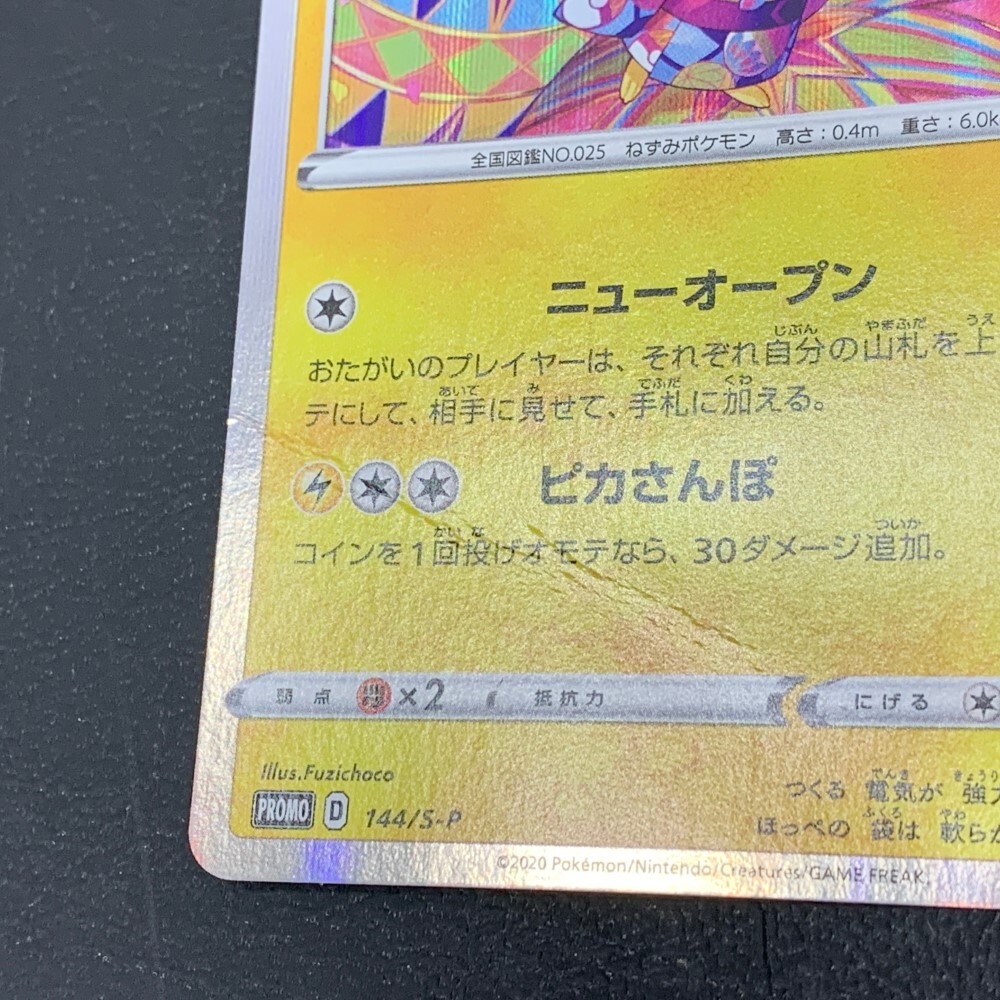 全国図鑑NO.025 ねずみポケモン 高さ:0.4m 重さ:6.0k
ニューオープン
おたがいのプレイヤーは、それぞれ自分の山札を上
テにして、相手に見せて、手札に加える。
ピカさんぽ
コインを1回投げオモテなら、30ダメージ追加。
弱点 ×2 抵抗力 にげる
Illus.Fuzichoco
PROMO D 144/S-P
つくる 電気が 強力
ほっぺの 袋は 軟らか
©2020 Pokémon/Nintendo/Creatures/GAME FREAK.